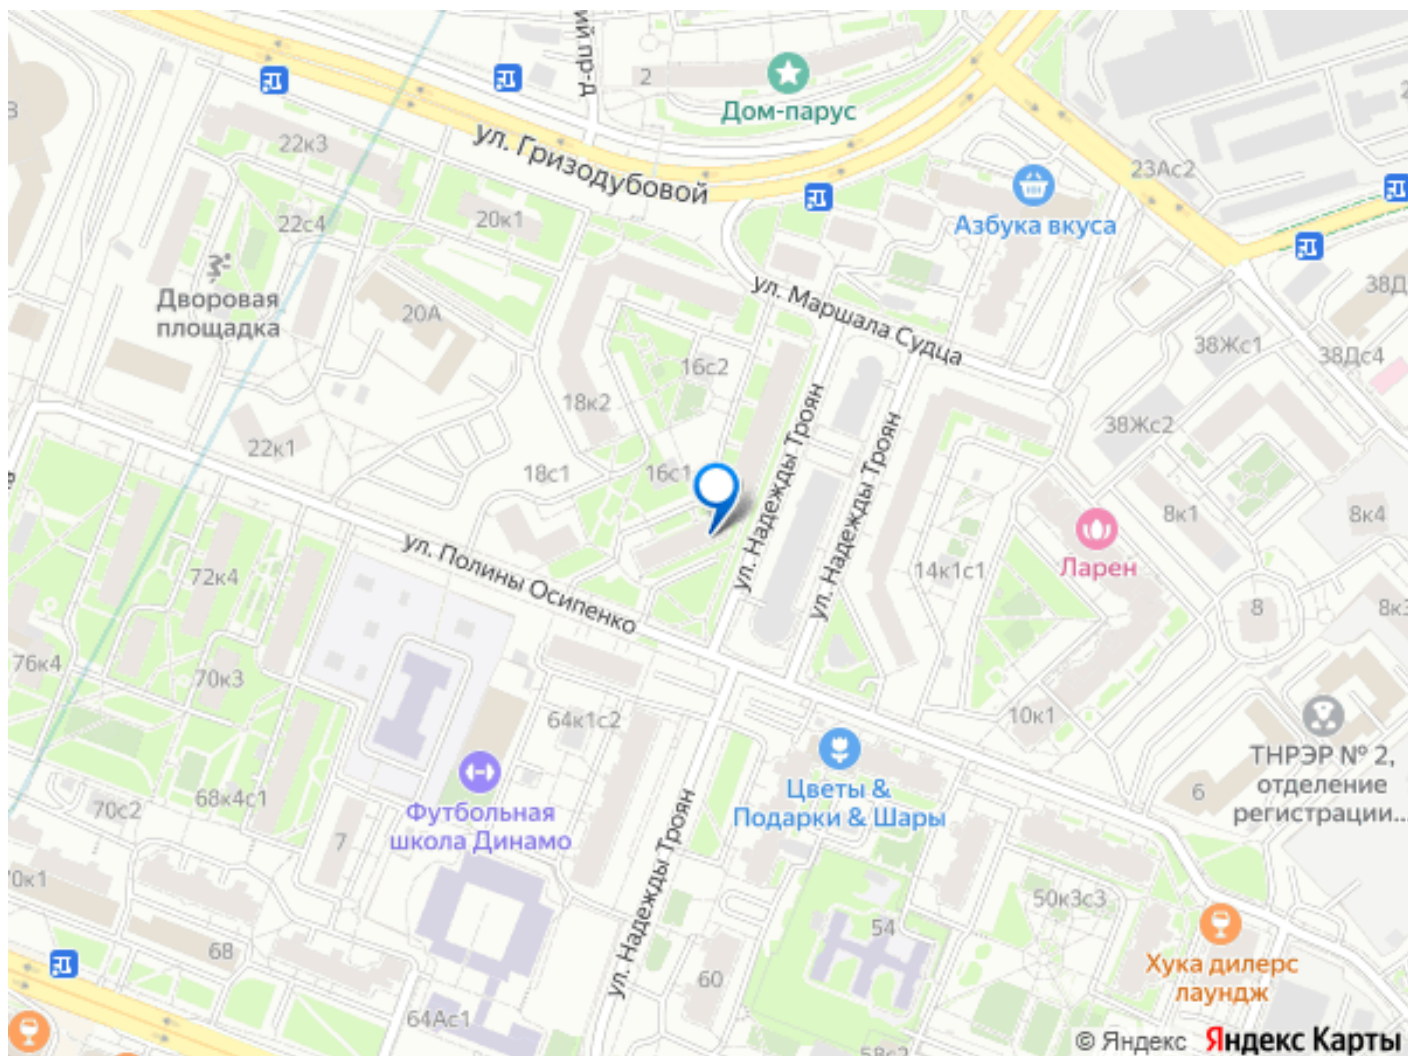 2
Дом-парус
22к3
ул. Гризодубовой
23Ас2
22с4
20к1
Азбука вкуса
Дворовая
площадка
20А
ул. Маршала Судца
38Жс1
38Дс4
16с2
18к2
ул. Надежды Троян
ул. Надежды Троян
38Жс2
22к1
18с1
16с1
8к1
8к4
ул. Полины Осипенко
72к4
14к1с1
Ларен
8
76к4
70к3
64к1с2
10к1
ТНРЭР № 2,
отделение
регистрации...
6
70с2
68к4с1
Футбольная
школа Динамо
Цветы &
Подарки & Шары
7
ул. Надежды Троян
50к3с3
54
68
60
Хука дилерс
лаундж
64Ас1
© Яндекс Яндекс Карты